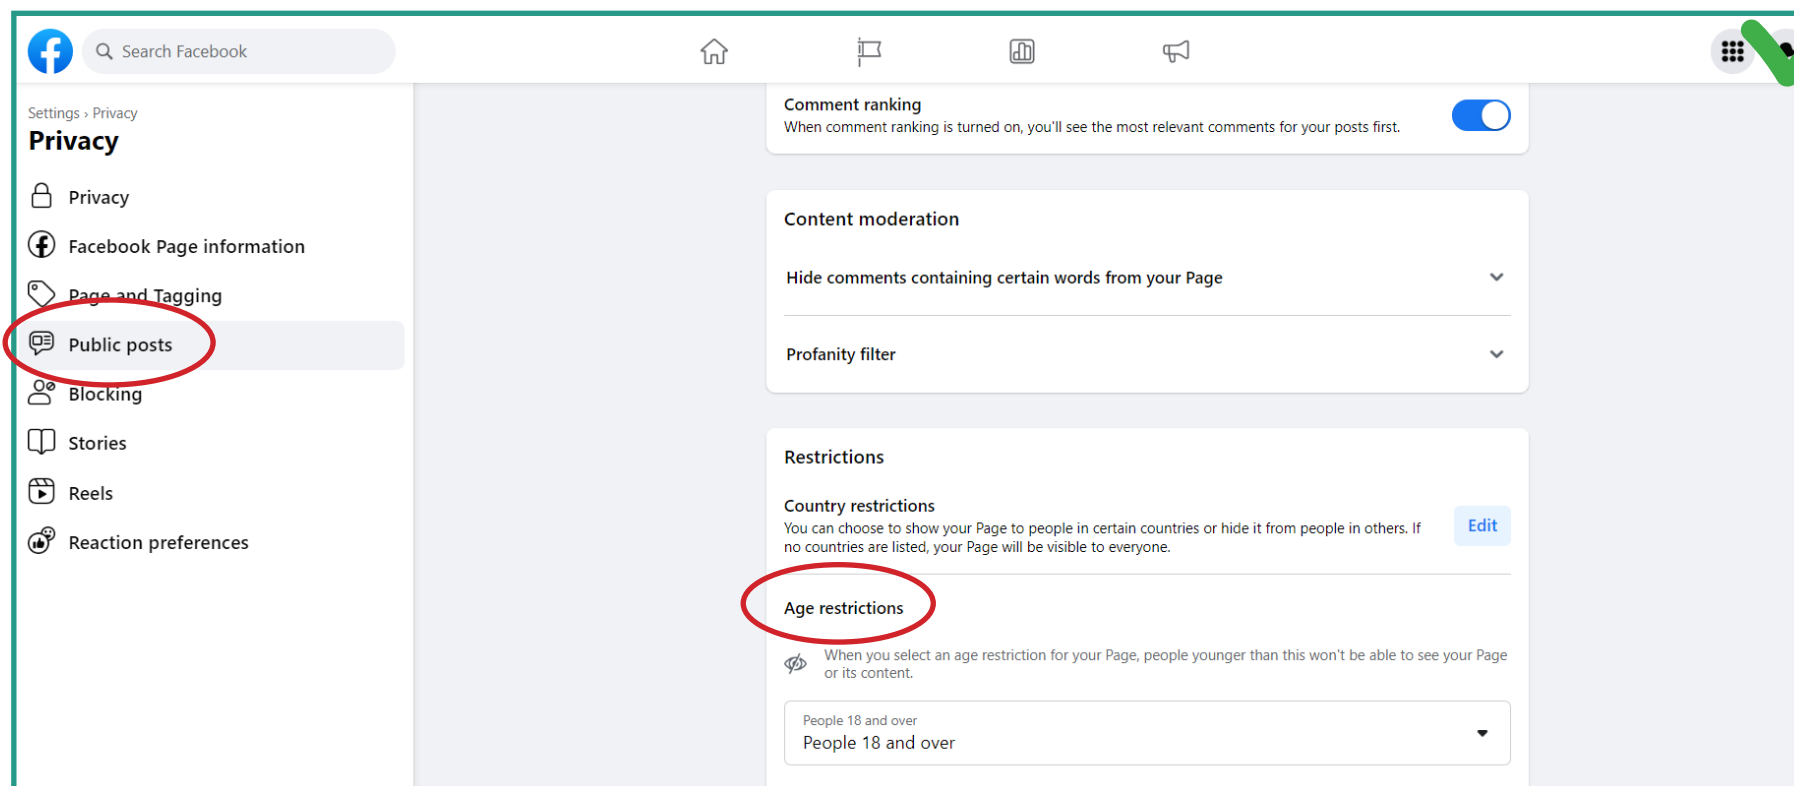 Search Facebook
Settings › Privacy
Privacy
Privacy
Facebook Page information
Page and Tagging
Public posts
Blocking
Stories
Reels
Reaction preferences
Comment ranking
When comment ranking is turned on, you'll see the most relevant comments for your posts first.
Content moderation
Hide comments containing certain words from your Page
Profanity filter
Restrictions
Country restrictions
You can choose to show your Page to people in certain countries or hide it from people in others. If
no countries are listed, your Page will be visible to everyone.
Edit
Age restrictions
When you select an age restriction for your Page, people younger than this won't be able to see your Page
or its content.
People 18 and over
People 18 and over